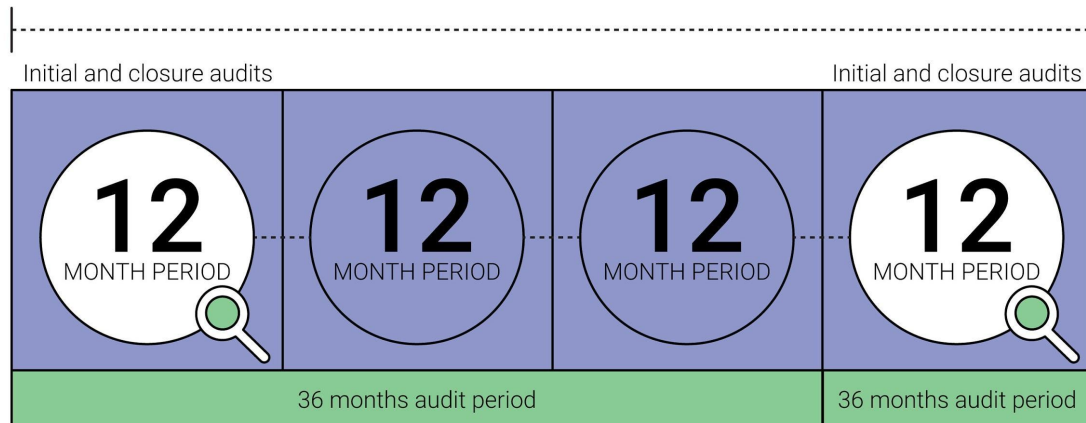 Initial and closure audits
Initial and closure audits
12
MONTH PERIOD
12
MONTH PERIOD
12
MONTH PERIOD
12
MONTH PERIOD
36 months audit period
36 months audit period